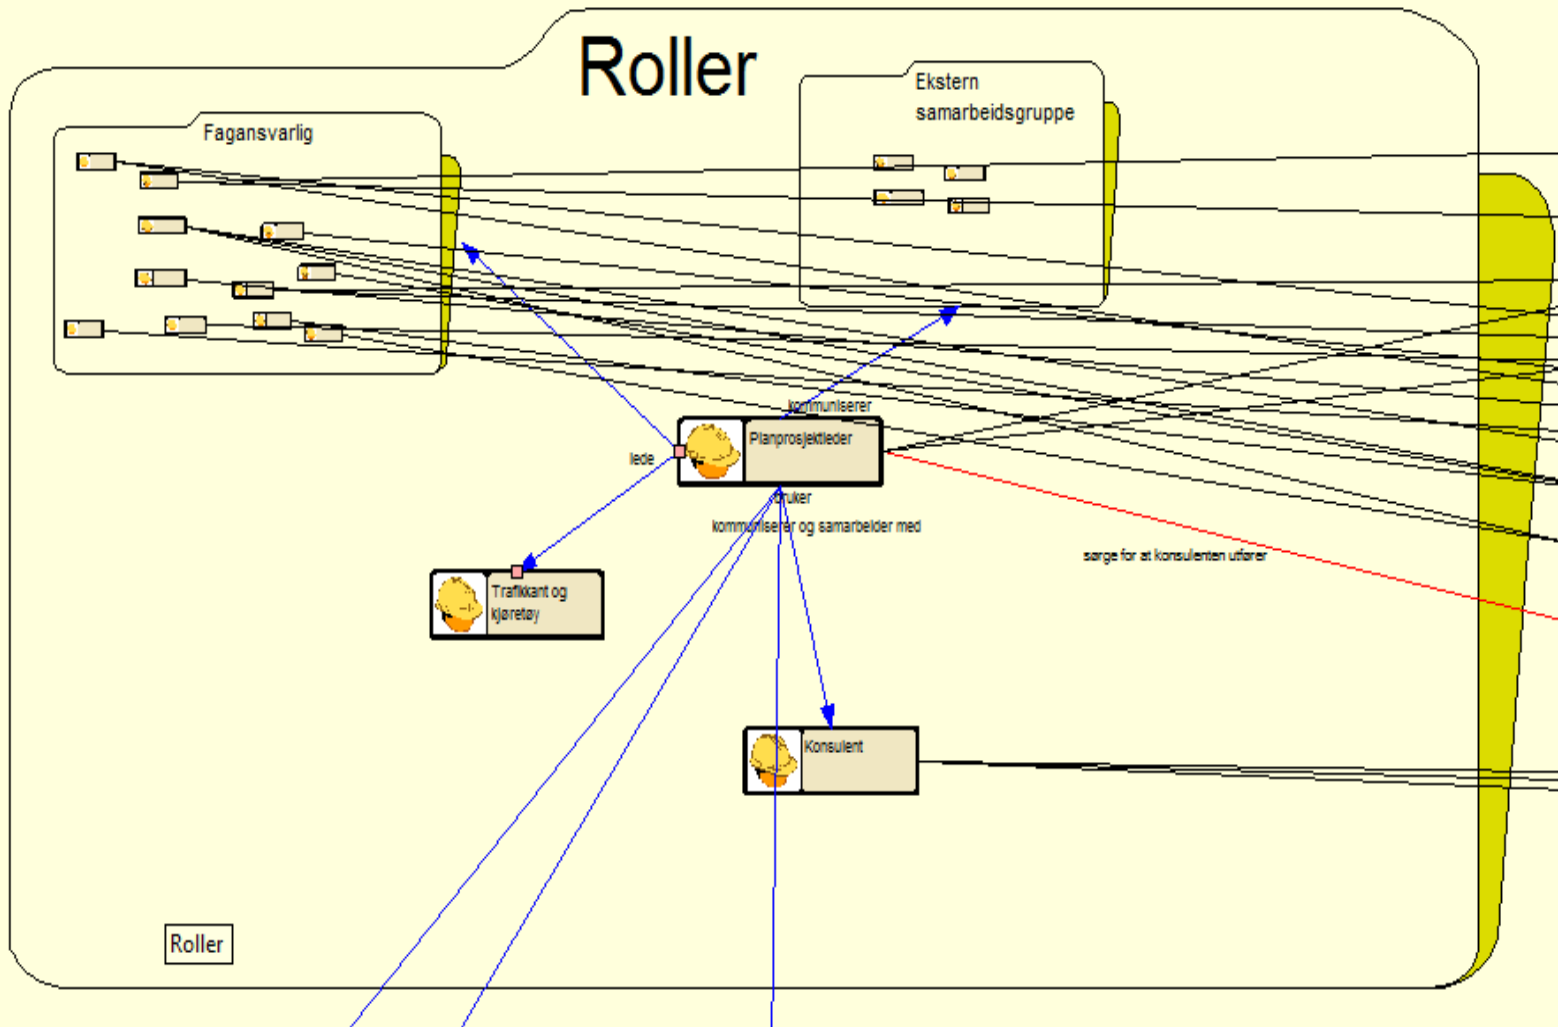 Roller
Ekstern
samarbeidsgruppe
Fagansvarlig
kommuniserer
Planprosjektleder
lede
bruker
kommuniserer og samarbeider med
sørge for at konsulenten utfører
Trafikkant og
kjøretøy
Konsulent
Roller